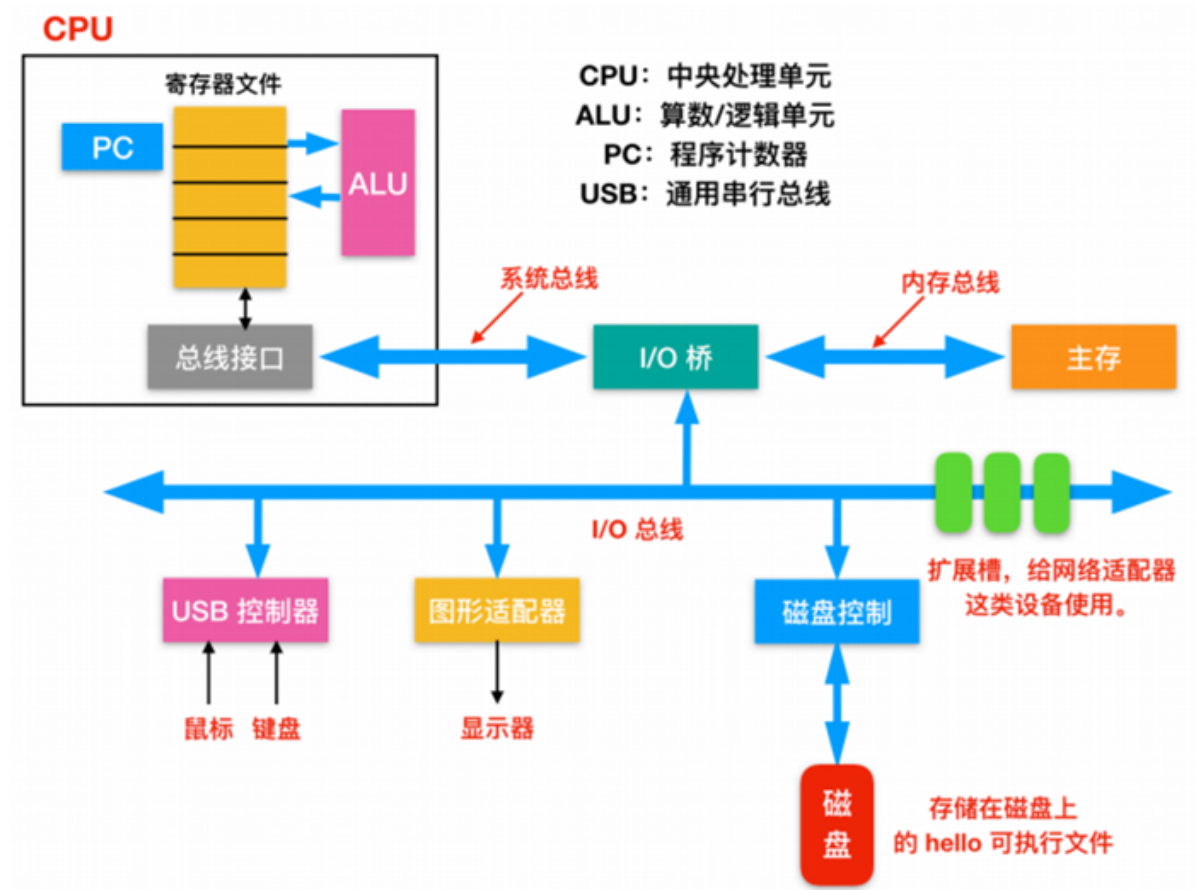 CPU
寄存器文件
PC
ALU
CPU：中央处理单元
ALU：算数/逻辑单元
PC：程序计数器
USB：通用串行总线
系统总线
内存总线
总线接口
I/O 桥
主存
I/O 总线
扩展槽，给网络适配器
这类设备使用。
USB 控制器
图形适配器
磁盘控制
鼠标
键盘
显示器
磁
盘
存储在磁盘上
的 hello 可执行文件